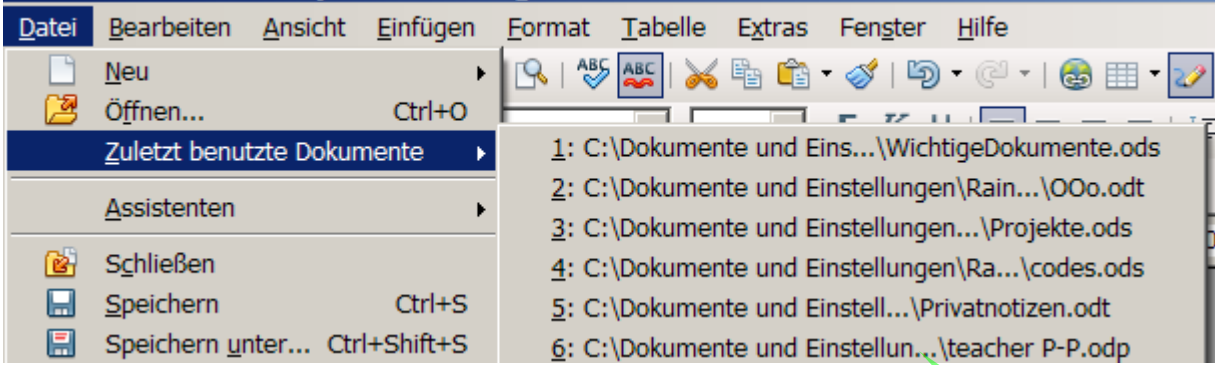 Datei Bearbeiten Ansicht Einfügen Format Tabelle Extras Fenster Hilfe
Neu
Öffnen... Ctrl+O
Zuletzt benutzte Dokumente
Assistenten
Schließen
Speichern Ctrl+S
Speichern unter... Ctrl+Shift+S
ABC
ABC
1: C:\Dokumente und Eins...\WichtigeDokumente.ods
2: C:\Dokumente und Einstellungen\Rain...\OOo.odt
3: C:\Dokumente und Einstellungen...\Projekte.ods
4: C:\Dokumente und Einstellungen\Ra...\codes.ods
5: C:\Dokumente und Einstell...\Privatnotizen.odt
6: C:\Dokumente und Einstellun...\teacher P-P.odp